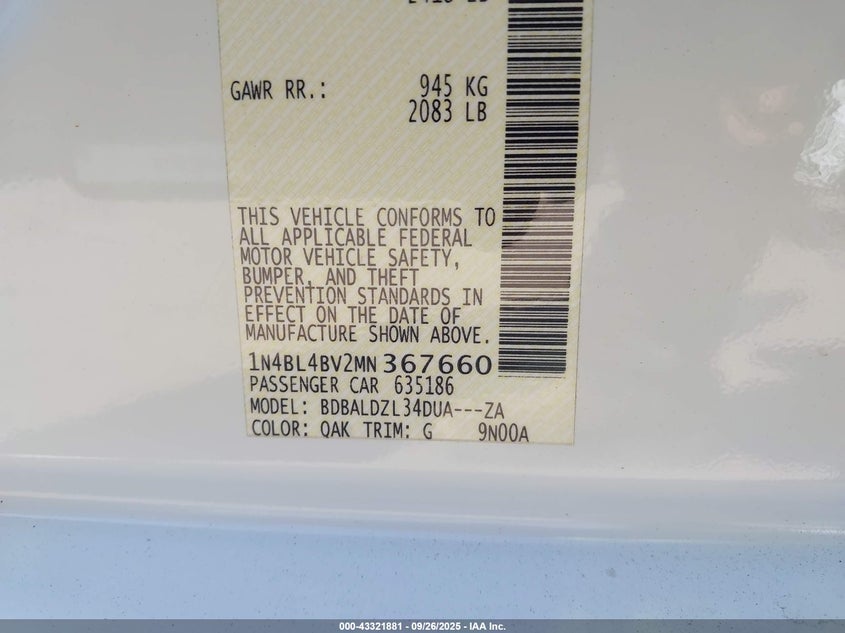 GAWR RR.: 945 KG
2083 LB
THIS VEHICLE CONFORMS TO
ALL APPLICABLE FEDERAL
MOTOR VEHICLE SAFETY,
BUMPER, AND THEFT
PREVENTION STANDARDS IN
EFFECT ON THE DATE OF
MANUFACTURE SHOWN ABOVE.
1N4BL4BV2MN367660
PASSENGER CAR 635186
MODEL: BDBALDZL34DUA---ZA
COLOR: QAK TRIM: G 9N00A
000-43321881 - 09/26/2025 - IAA Inc.